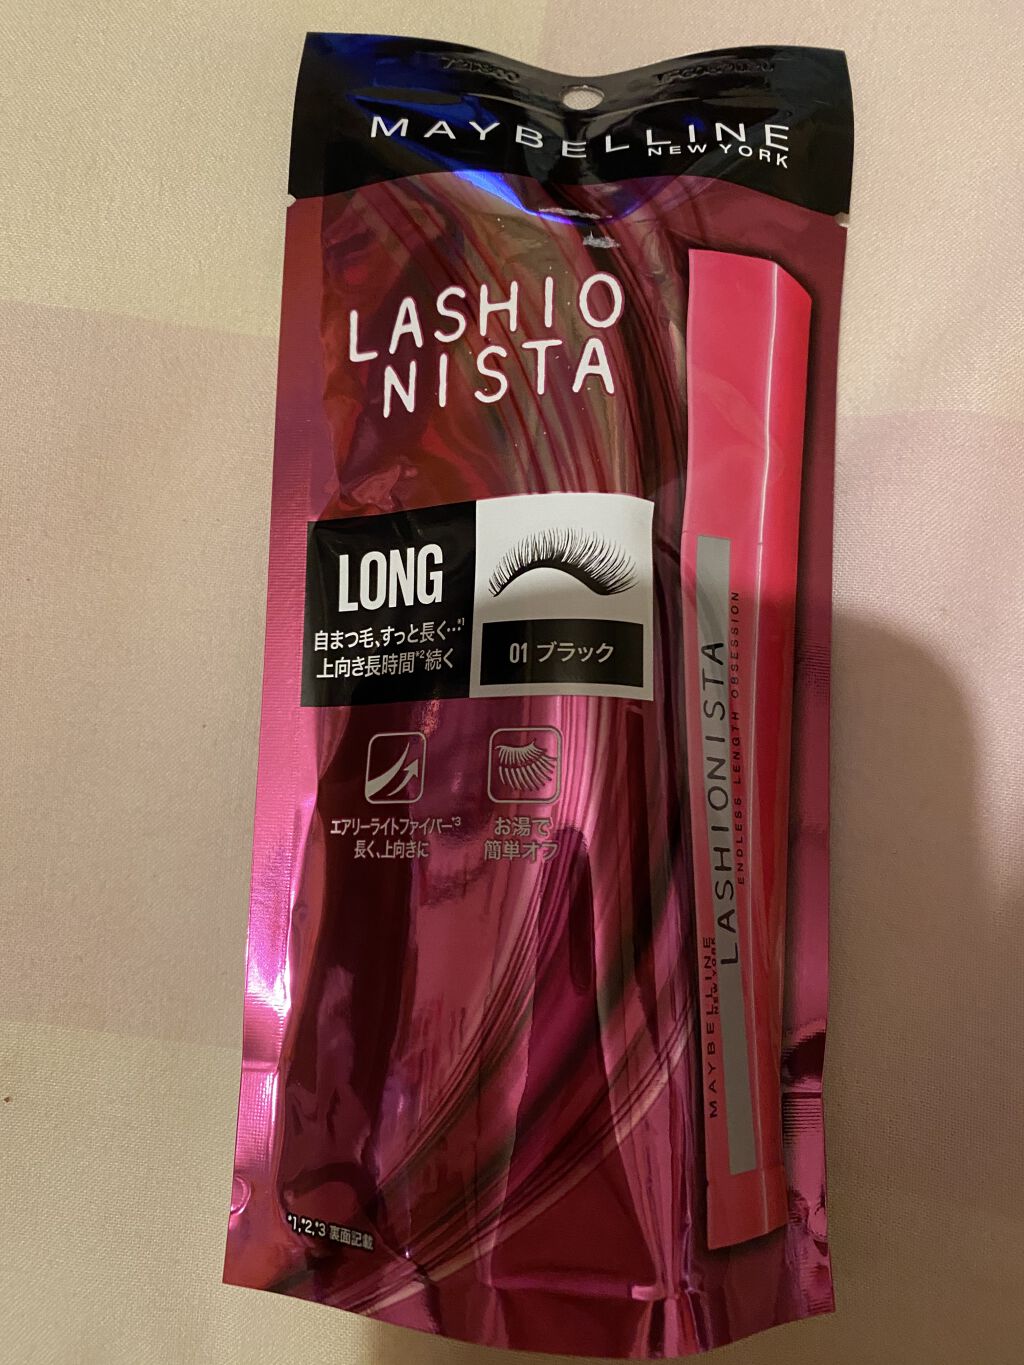 MAYBELLINE
NEW YORK
LASHIO
NISTA
LONG
自まつ毛、すっと長く…*1
上向き長時間*2続く
01 ブラック
エアリーライトファイバー*3
長く、上向きに
お湯で
簡単オフ
MAYBELLINE
NEW YORK
LASHIONISTA
ENDLESS LENGTH OBSESSION
*1,*2,*3 裏面記載